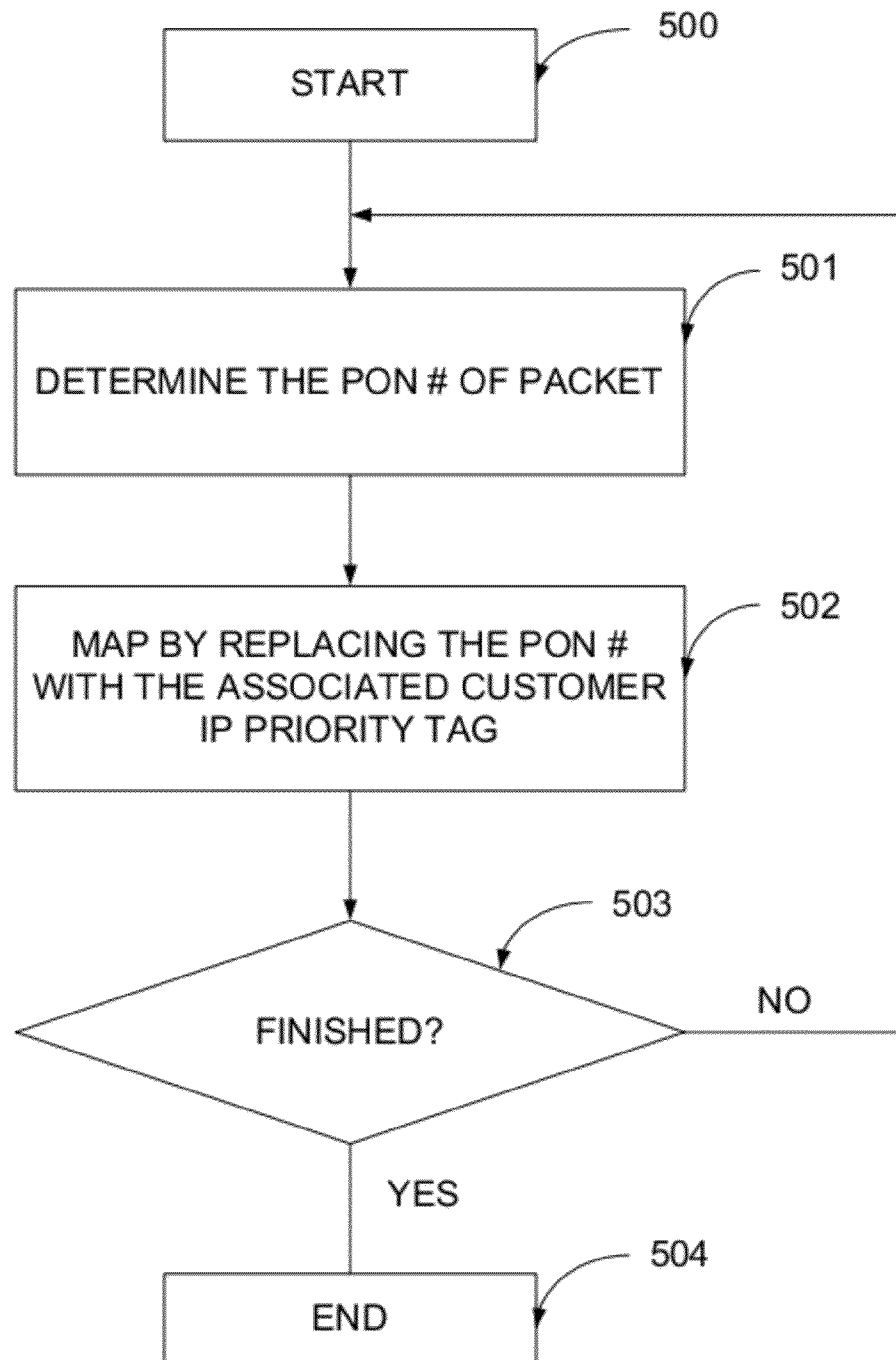 500
START
501
DETERMINE THE PON # OF PACKET
502
MAP BY REPLACING THE PON #
WITH THE ASSOCIATED CUSTOMER
IP PRIORITY TAG
503
FINISHED?
NO
YES
504
END